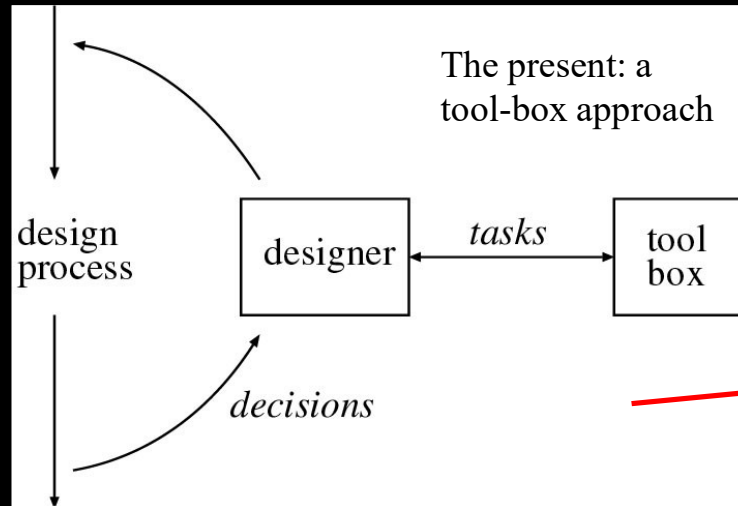 The present: a
tool-box approach
design
process
designer
tasks
tool
box
decisions